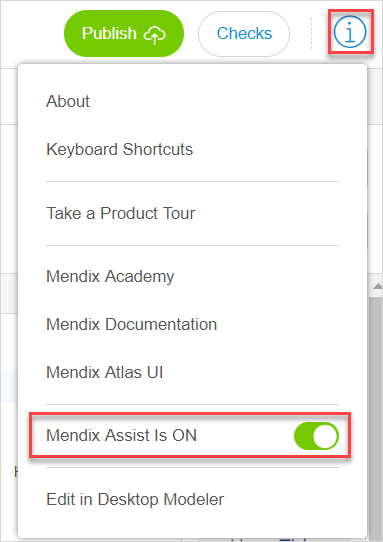 Publish
Checks
About
Keyboard Shortcuts
Take a Product Tour
Mendix Academy
Mendix Documentation
Mendix Atlas UI
Mendix Assist Is ON
Edit in Desktop Modeler